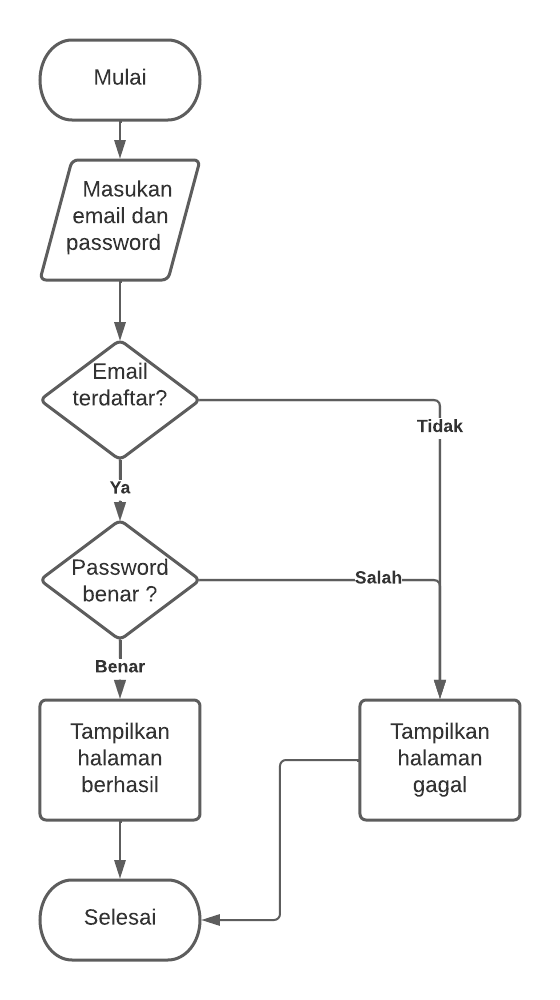 Mulai
Masukan
email dan
password
Email
terdaftar?
Tidak
Ya
Password
benar ?
Salah
Benar
Tampilkan
halaman
berhasil
Tampilkan
halaman
gagal
Selesai